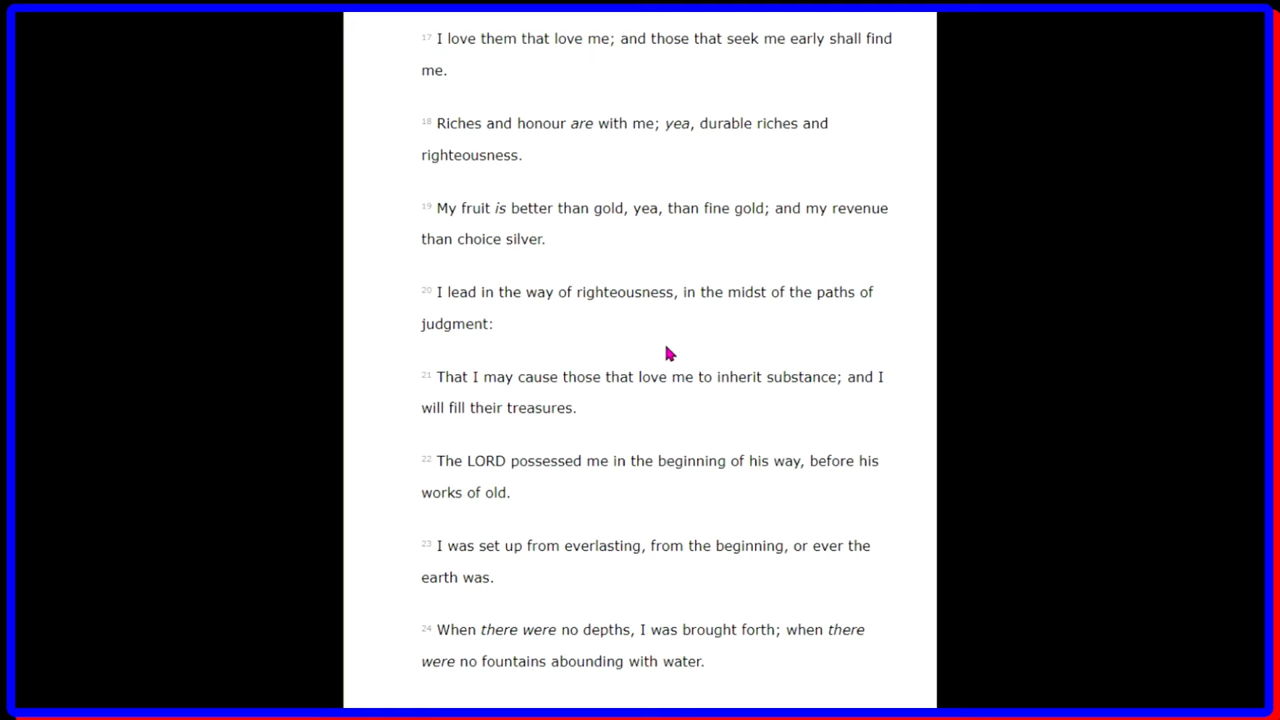 17 I love them that love me; and those that seek me early shall find
me.
18 Riches and honour are with me; yea, durable riches and
righteousness.
19 My fruit is better than gold, yea, than fine gold; and my revenue
than choice silver.
20 I lead in the way of righteousness, in the midst of the paths of
judgment:
21 That I may cause those that love me to inherit substance; and I
will fill their treasures.
22 The LORD possessed me in the beginning of his way, before his
works of old.
23 I was set up from everlasting, from the beginning, or ever the
earth was.
24 When there were no depths, I was brought forth; when there
were no fountains abounding with water.